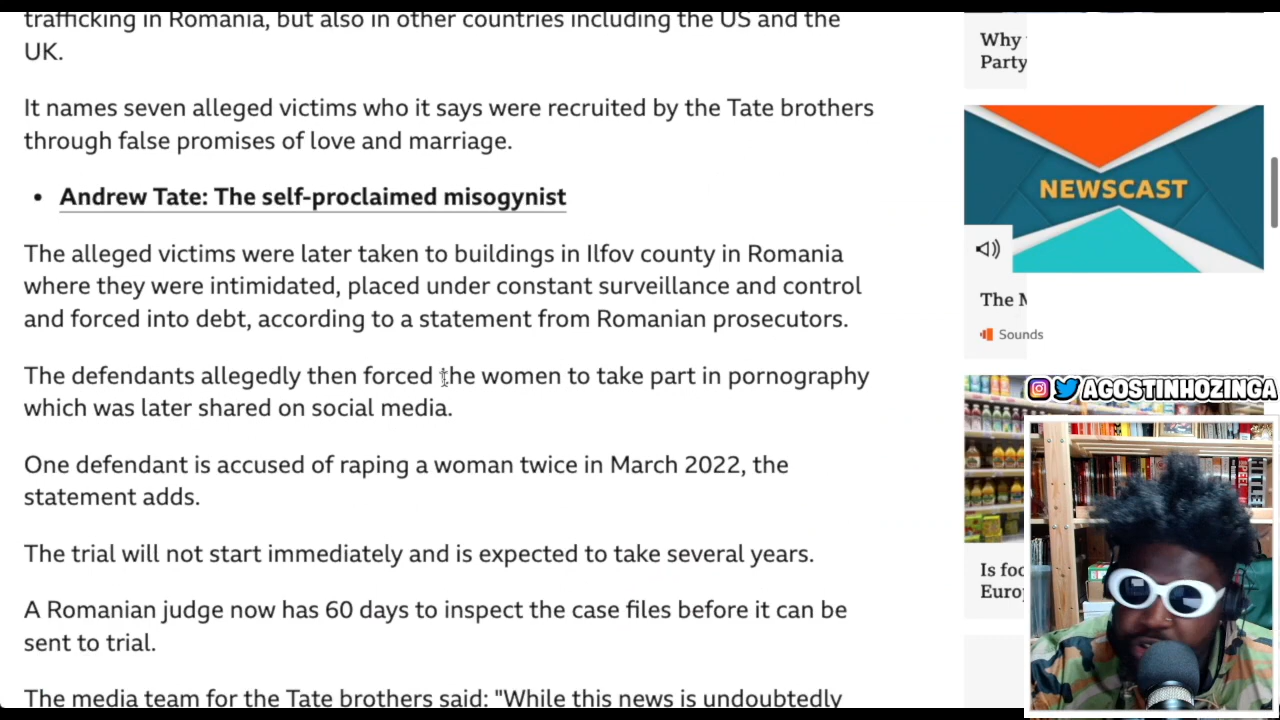 trafficking in Romania, but also in other countries including the US and the
UK.
It names seven alleged victims who it says were recruited by the Tate brothers
through false promises of love and marriage.
• Andrew Tate: The self-proclaimed misogynist
The alleged victims were later taken to buildings in Ilfov county in Romania
where they were intimidated, placed under constant surveillance and control
and forced into debt, according to a statement from Romanian prosecutors.
The defendants allegedly then forced the women to take part in pornography
which was later shared on social media.
One defendant is accused of raping a woman twice in March 2022, the
statement adds.
The trial will not start immediately and is expected to take several years.
A Romanian judge now has 60 days to inspect the case files before it can be
sent to trial.
The media team for the Tate brothers said: "While this news is undoubtedly
Why
Party
NEWSCAST
The
Sounds
AGOSTINHOZINGA
Is